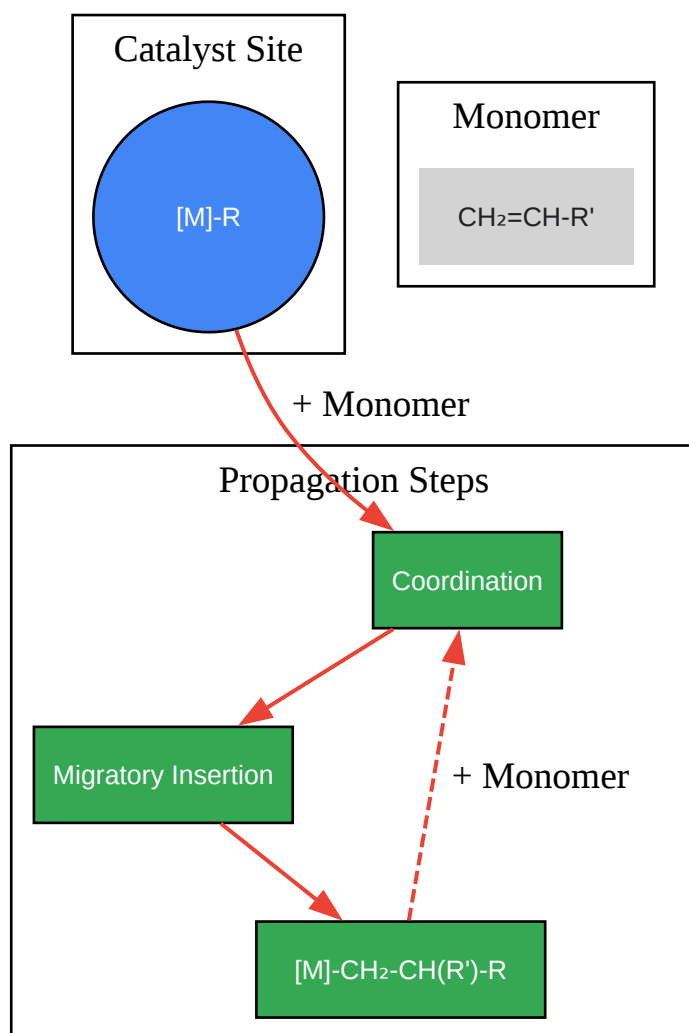 Catalyst Site
[M]-R
Monomer
CH₂=CH-R'
+ Monomer
Propagation Steps
Coordination
Migratory Insertion
+ Monomer
[M]-CH₂-CH(R')-R